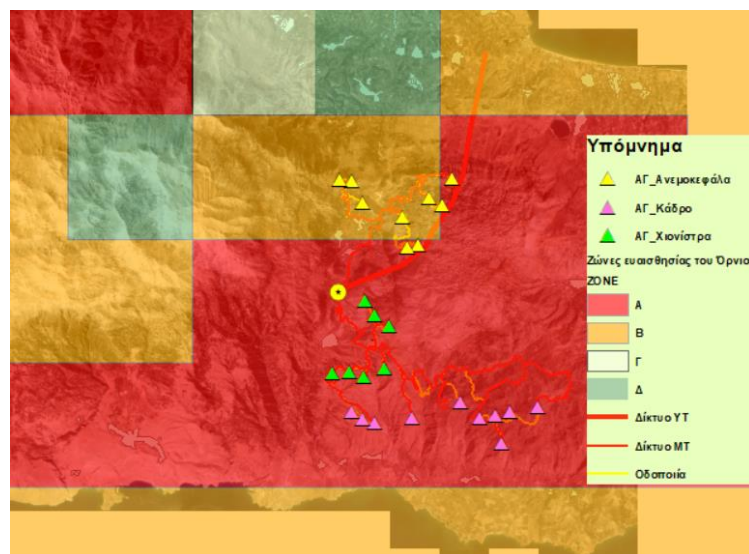 Υπόμνημα
ΑΓ_Ανεμοκεφάλα
ΑΓ_Κάδρο
ΑΓ_Χιονίστρα
Ζώνες ευαισθησίας του Όρνιο
ZONE
Α
Β
Γ
Δ
Δίκτυο ΥΤ
Δίκτυο ΜΤ
Οδοποιία